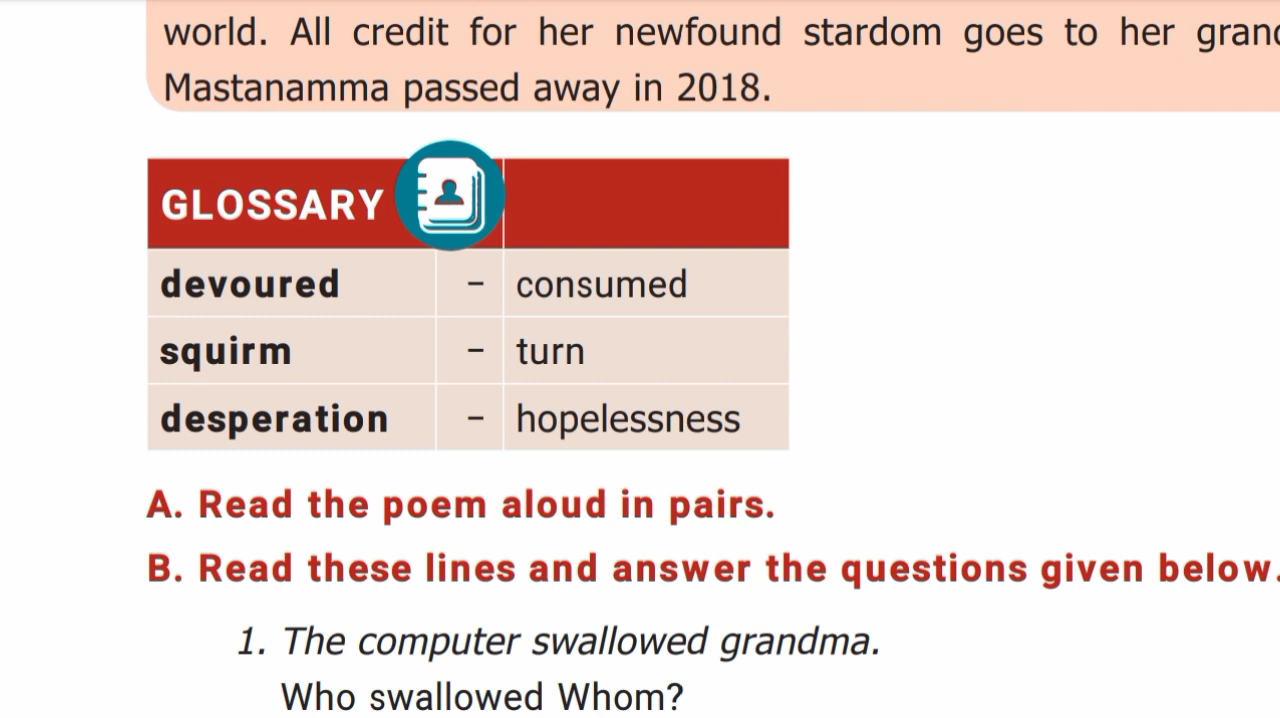 world. All credit for her newfound stardom goes to her
Mastanamma passed away in 2018.
GLOSSARY
devoured – consumed
squirm – turn
desperation – hopelessness
A. Read the poem aloud in pairs.
B. Read these lines and answer the questions given below.
1. The computer swallowed grandma.
Who swallowed Whom?